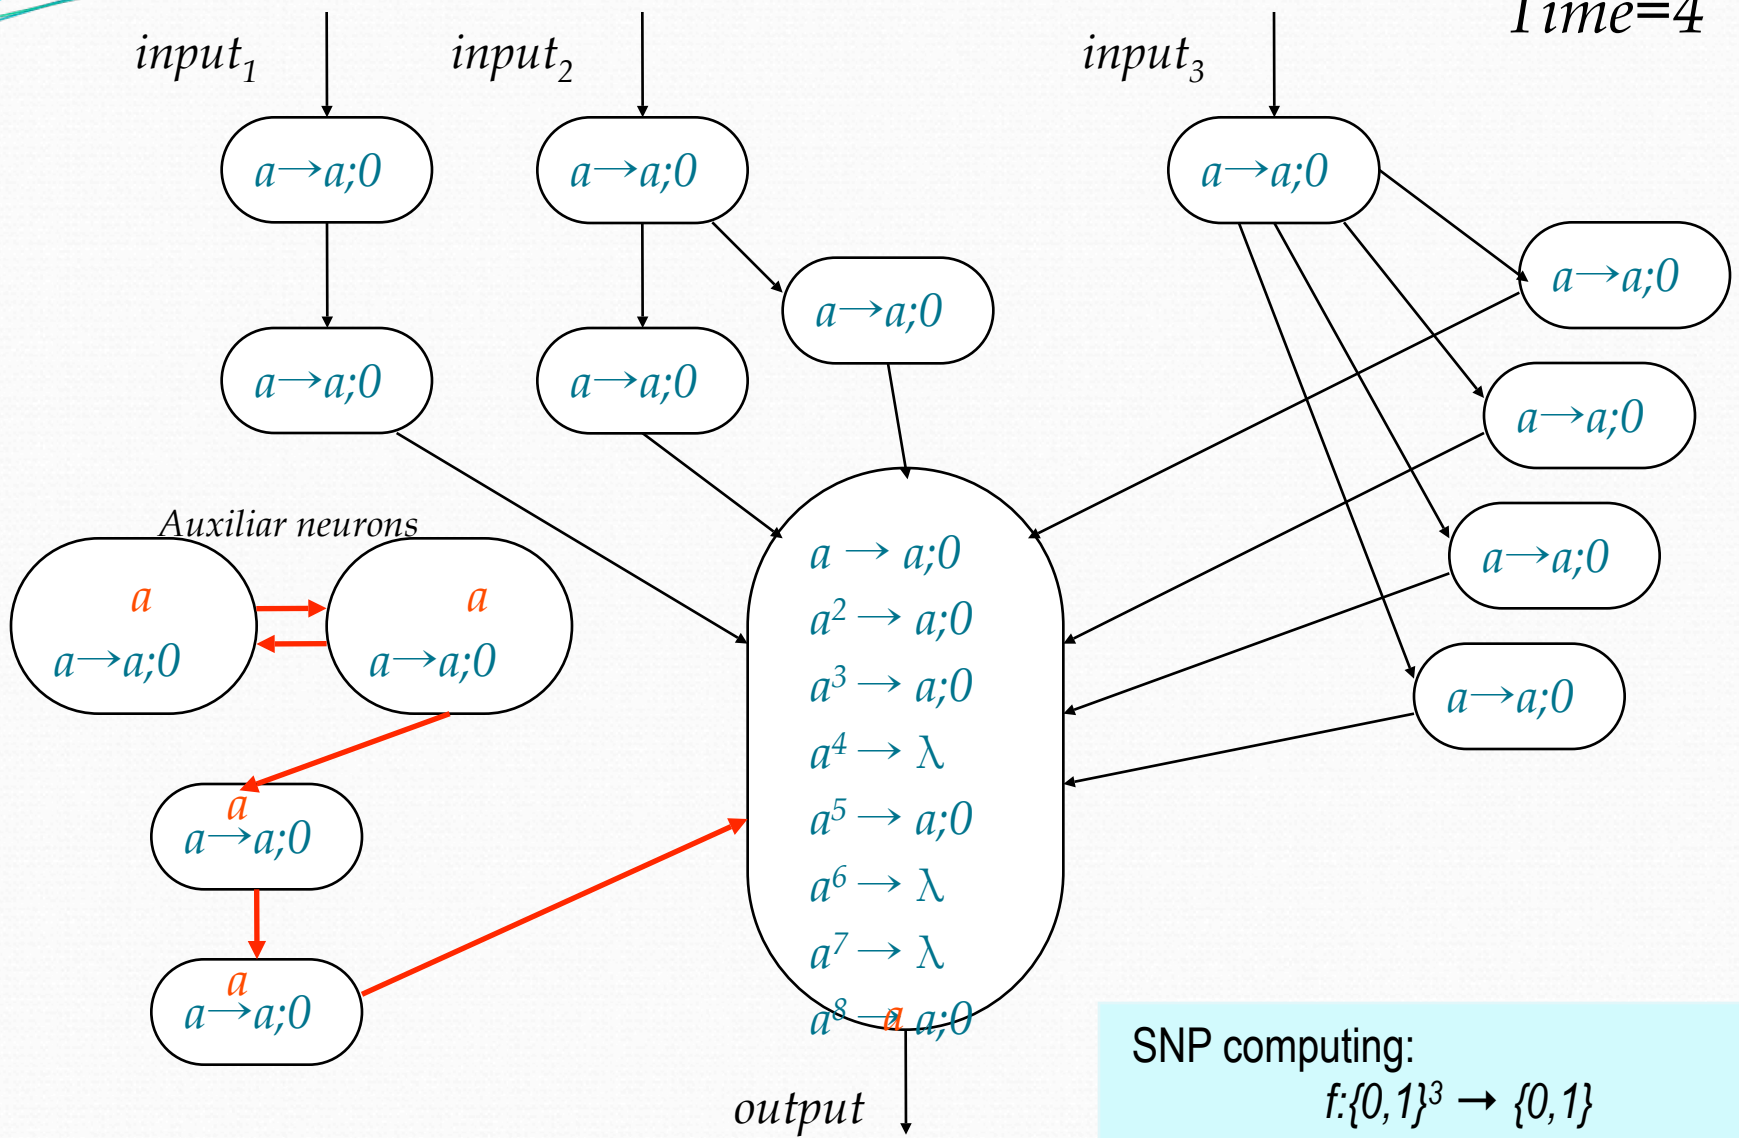 Time=4
input₁
input₂
input₃
a→a;0
a→a;0
a→a;0
a→a;0
a→a;0
a→a;0
a→a;0
a→a;0
a→a;0
Auxiliar neurons
a → a;0
a
a
a² → a;0
a→a;0
a→a;0
a³ → a;0
a→a;0
a⁴ → λ
a
a→a;0
a⁵ → a;0
a⁶ → λ
a⁷ → λ
a
a→a;0
a⁸ → a;0
a
SNP computing:
f:{0,1}³ → {0,1}
output